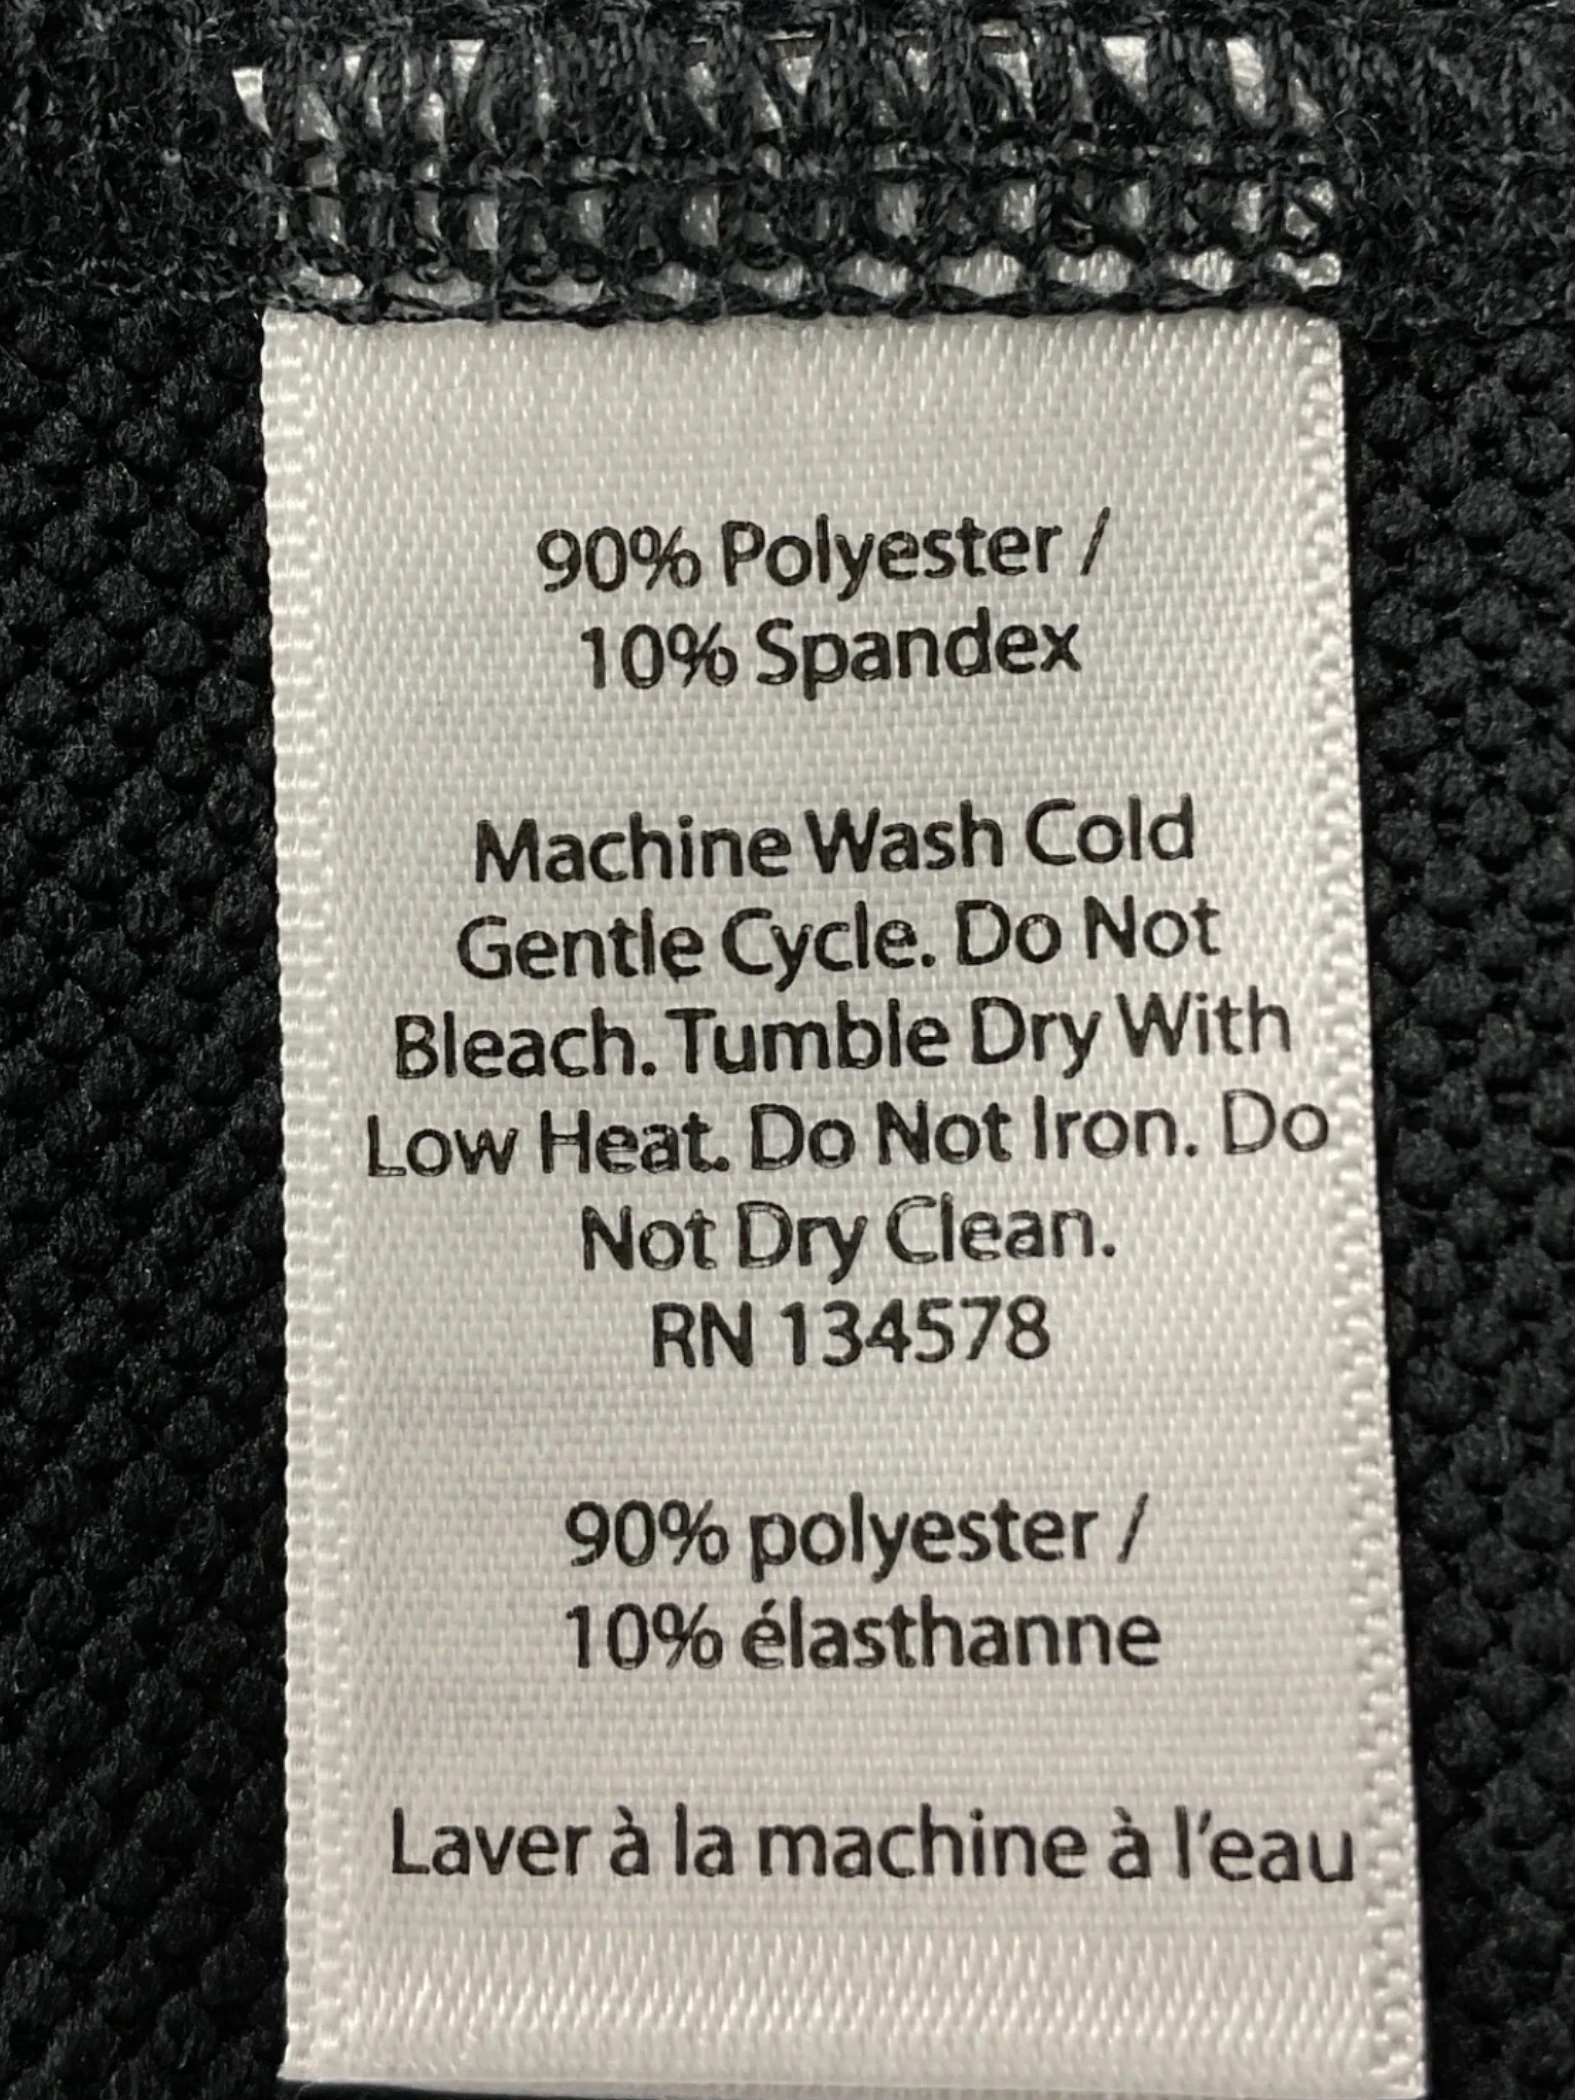 90% Polyester /
10% Spandex
Machine Wash Cold
Gentle Cycle. Do Not
Bleach. Tumble Dry With
Low Heat. Do Not Iron. Do
Not Dry Clean.
RN 134578
90% polyester /
10% élasthanne
Laver à la machine à l'eau